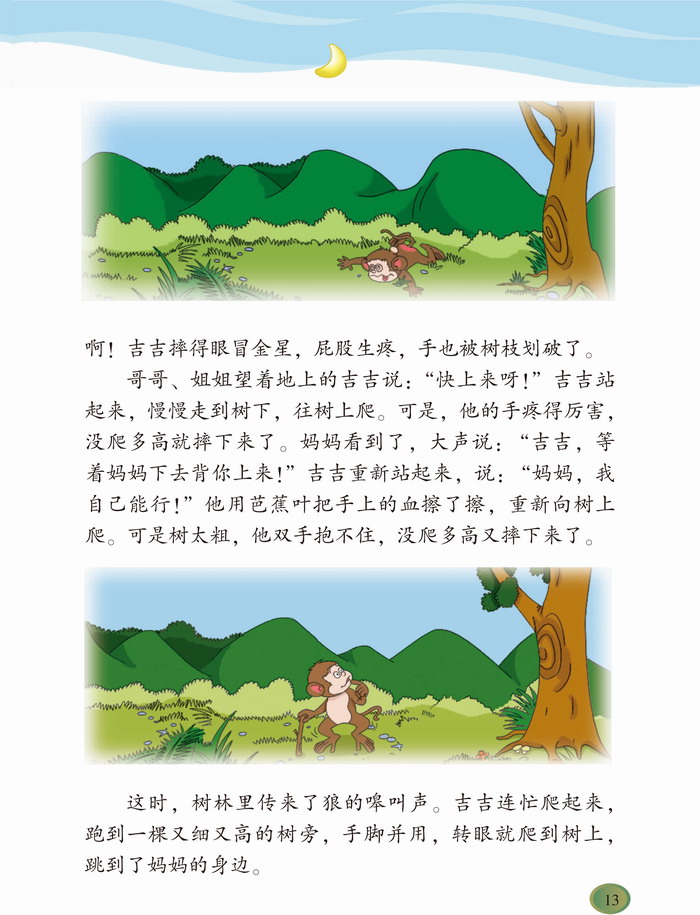 啊！吉吉摔得眼冒金星，屁股生疼，手也被树枝划破了。
哥哥、姐姐望着地上的吉吉说：“快上来呀！”吉吉站
起来，慢慢走到树下，往树上爬。可是，他的手疼得厉害，
没爬多高就摔下来了。妈妈看到了，大声说：“吉吉，等
着妈妈下去背你上来！”吉吉重新站起来，说：“妈妈，我
自己能行！”他用芭蕉叶把手上的血擦了擦，重新向树上
爬。可是树太粗，他双手抱不住，没爬多高又摔下来了。
这时，树林里传来了狼的嗥叫声。吉吉连忙爬起来，
跑到一棵又细又高的树旁，手脚并用，转眼就爬到树上，
跳到了妈妈的身边。
13